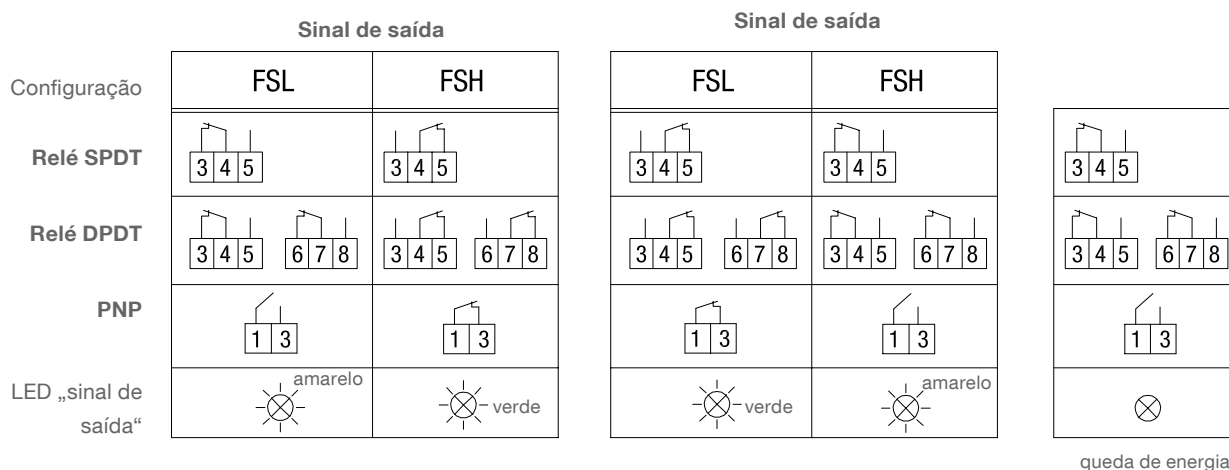 Sinal de saída
Sinal de saída
Configuração
FSL
FSH
FSL
FSH
Relé SPDT
3 4 5
3 4 5
3 4 5
3 4 5
3 4 5
Relé DPDT
3 4 5
6 7 8
3 4 5
6 7 8
3 4 5
6 7 8
3 4 5
6 7 8
3 4 5
6 7 8
PNP
1 3
1 3
1 3
1 3
1 3
LED „sinal de
saída“
amarelo
verde
verde
amarelo
queda de energia